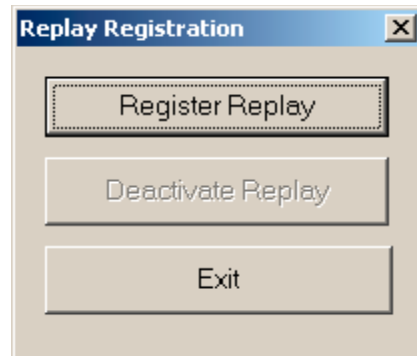 Replay Registration
Register Replay
Deactivate Replay
Exit